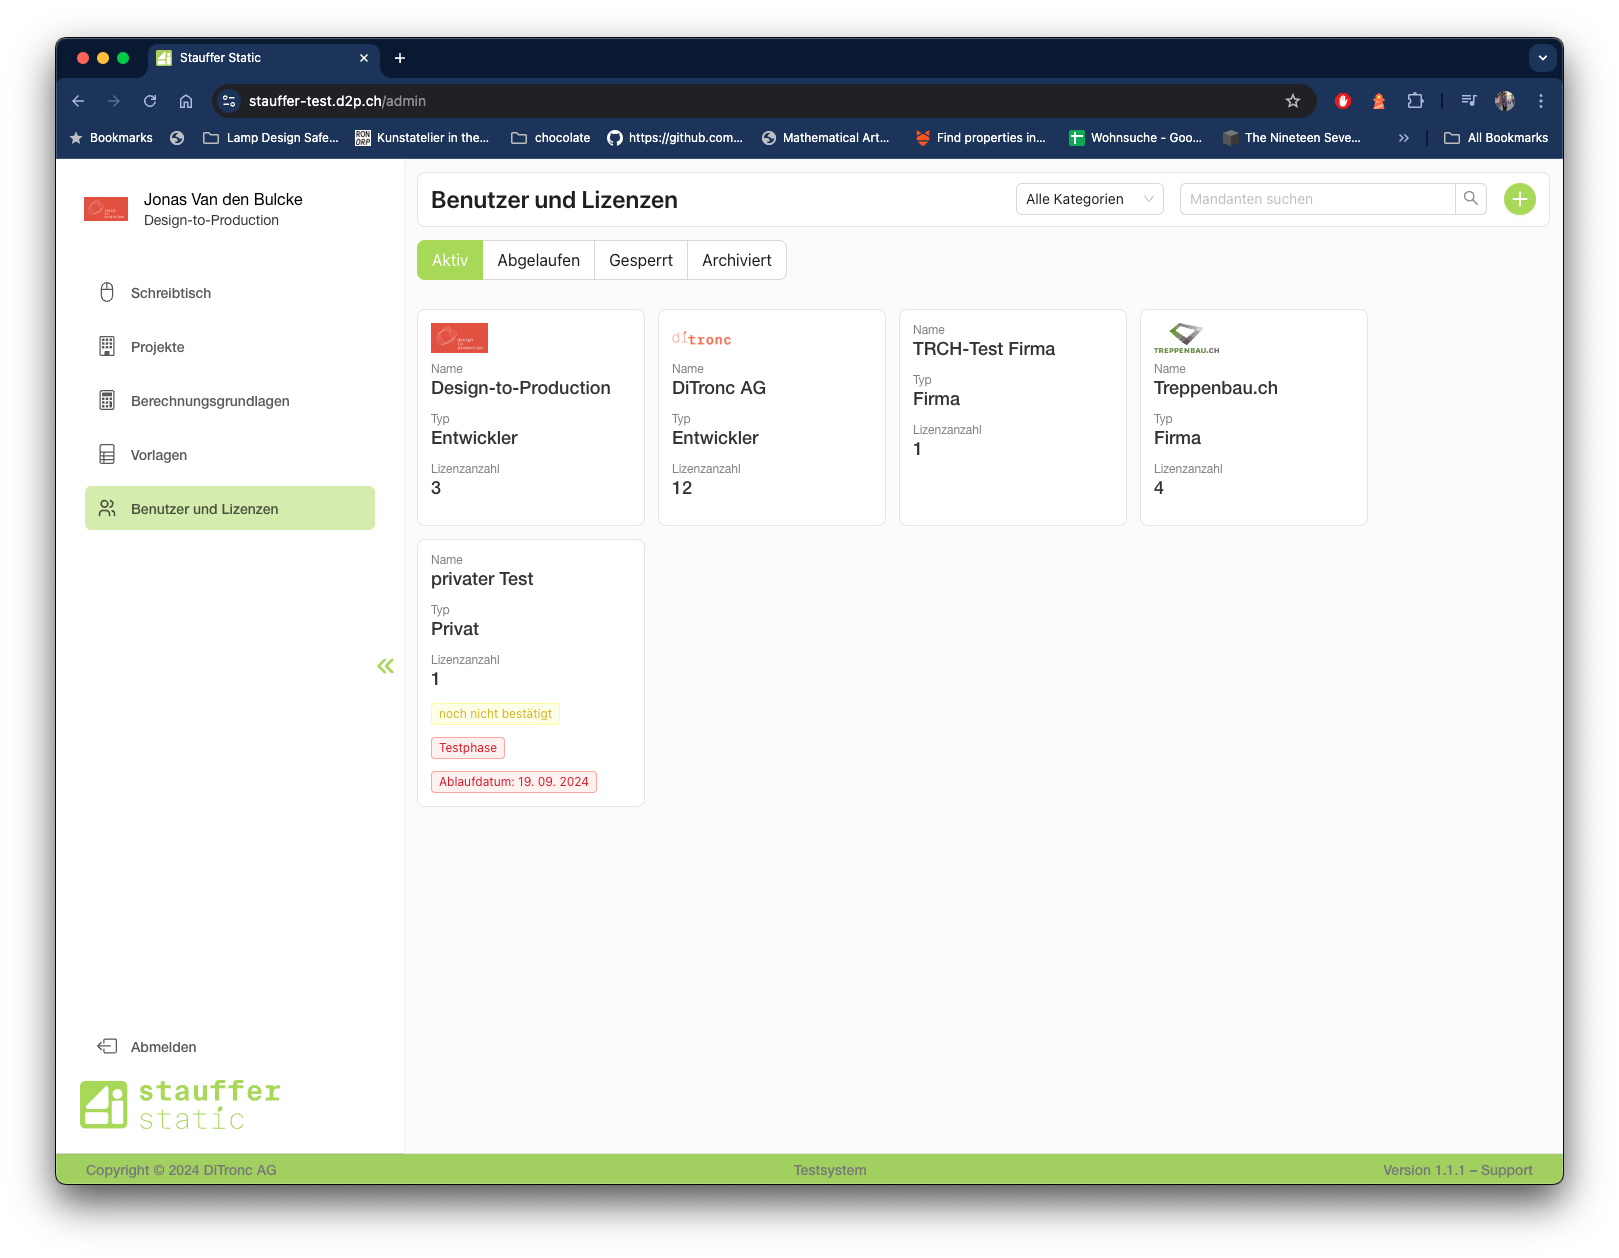 Stauffer Static
stauffer-test.d2p.ch/admin
Bookmarks
Lamp Design Safe...
RON ORP
Kunstatelier in the...
chocolate
https://github.com...
Mathematical Art...
Find properties in...
Wohnsuche – Goo...
The Nineteen Seve...
All Bookmarks
Jonas Van den Bulcke
Design-to-Production
Schreibtisch
Projekte
Berechnungsgrundlagen
Vorlagen
Benutzer und Lizenzen
Abmelden
stauffer
static
Benutzer und Lizenzen
Alle Kategorien
Mandanten suchen
Aktiv
Abgelaufen
Gesperrt
Archiviert
design
to
production
Name
Design-to-Production
Typ
Entwickler
Lizenzanzahl
3
ditronc
Name
DiTronc AG
Typ
Entwickler
Lizenzanzahl
12
Name
TRCH-Test Firma
Typ
Firma
Lizenzanzahl
1
TREPPENBAU.CH
Name
Treppenbau.ch
Typ
Firma
Lizenzanzahl
4
Name
privater Test
Typ
Privat
Lizenzanzahl
1
noch nicht bestätigt
Testphase
Ablaufdatum: 19. 09. 2024
Copyright © 2024 DiTronc AG
Testsystem
Version 1.1.1 – Support